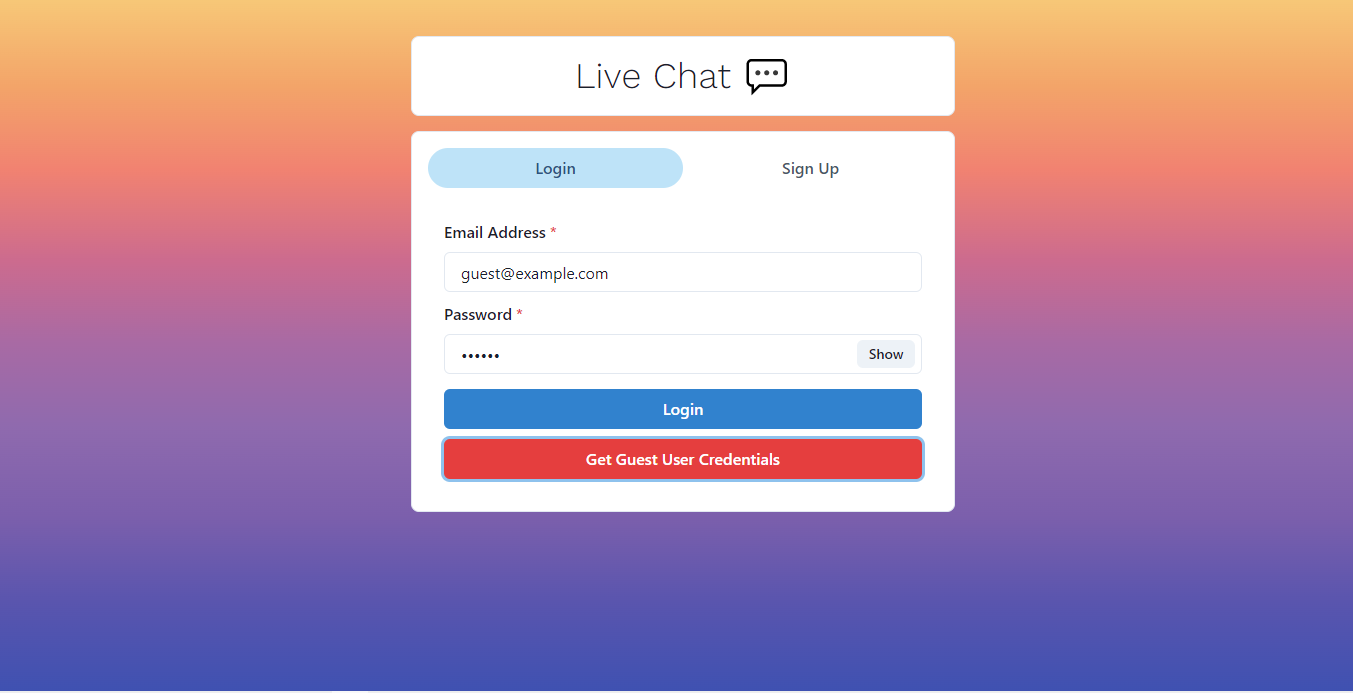 Live Chat
Login Sign Up
Email Address *
guest@example.com
Password *
•••••• Show
Login
Get Guest User Credentials